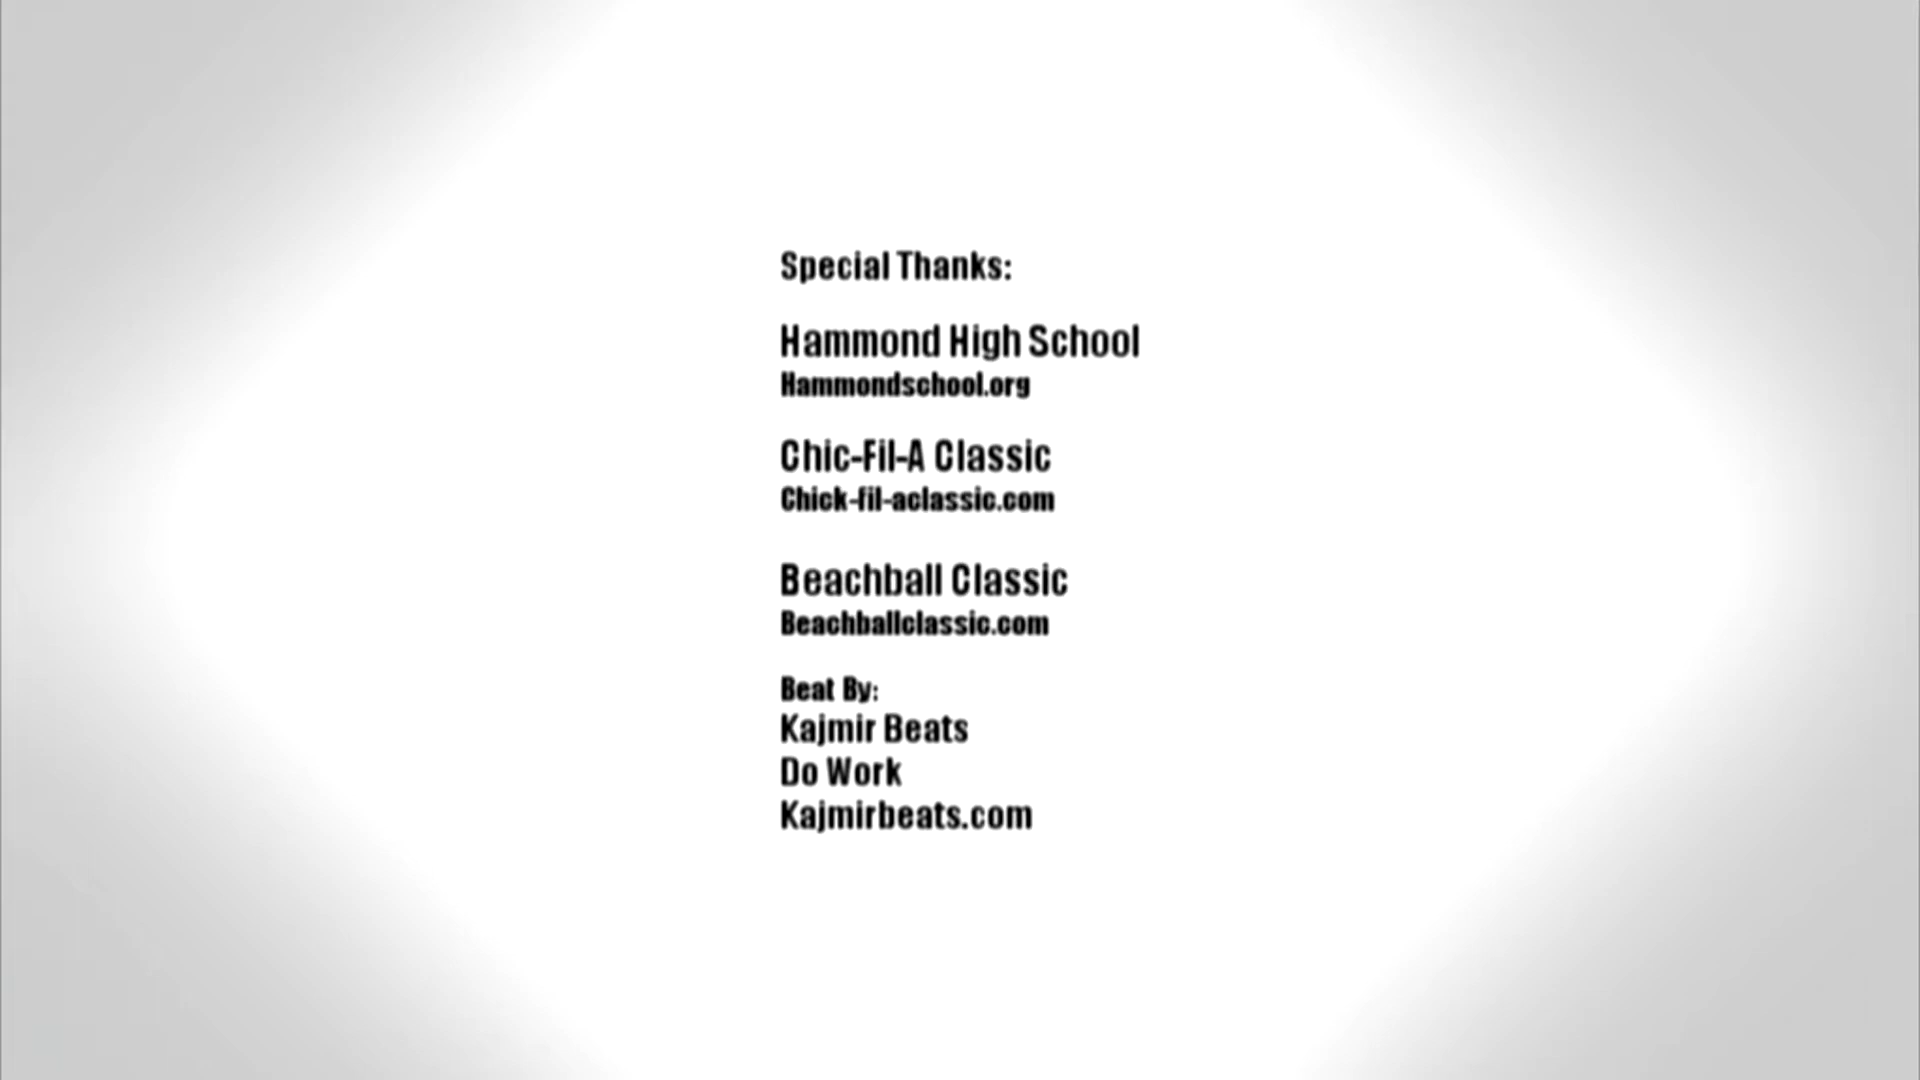 Special Thanks:
Hammond High School
Hammondschool.org
Chic-Fil-A Classic
Chick-fil-aclassic.com
Beachball Classic
Beachballclassic.com
Beat By:
Kajmir Beats
Do Work
Kajmirbeats.com